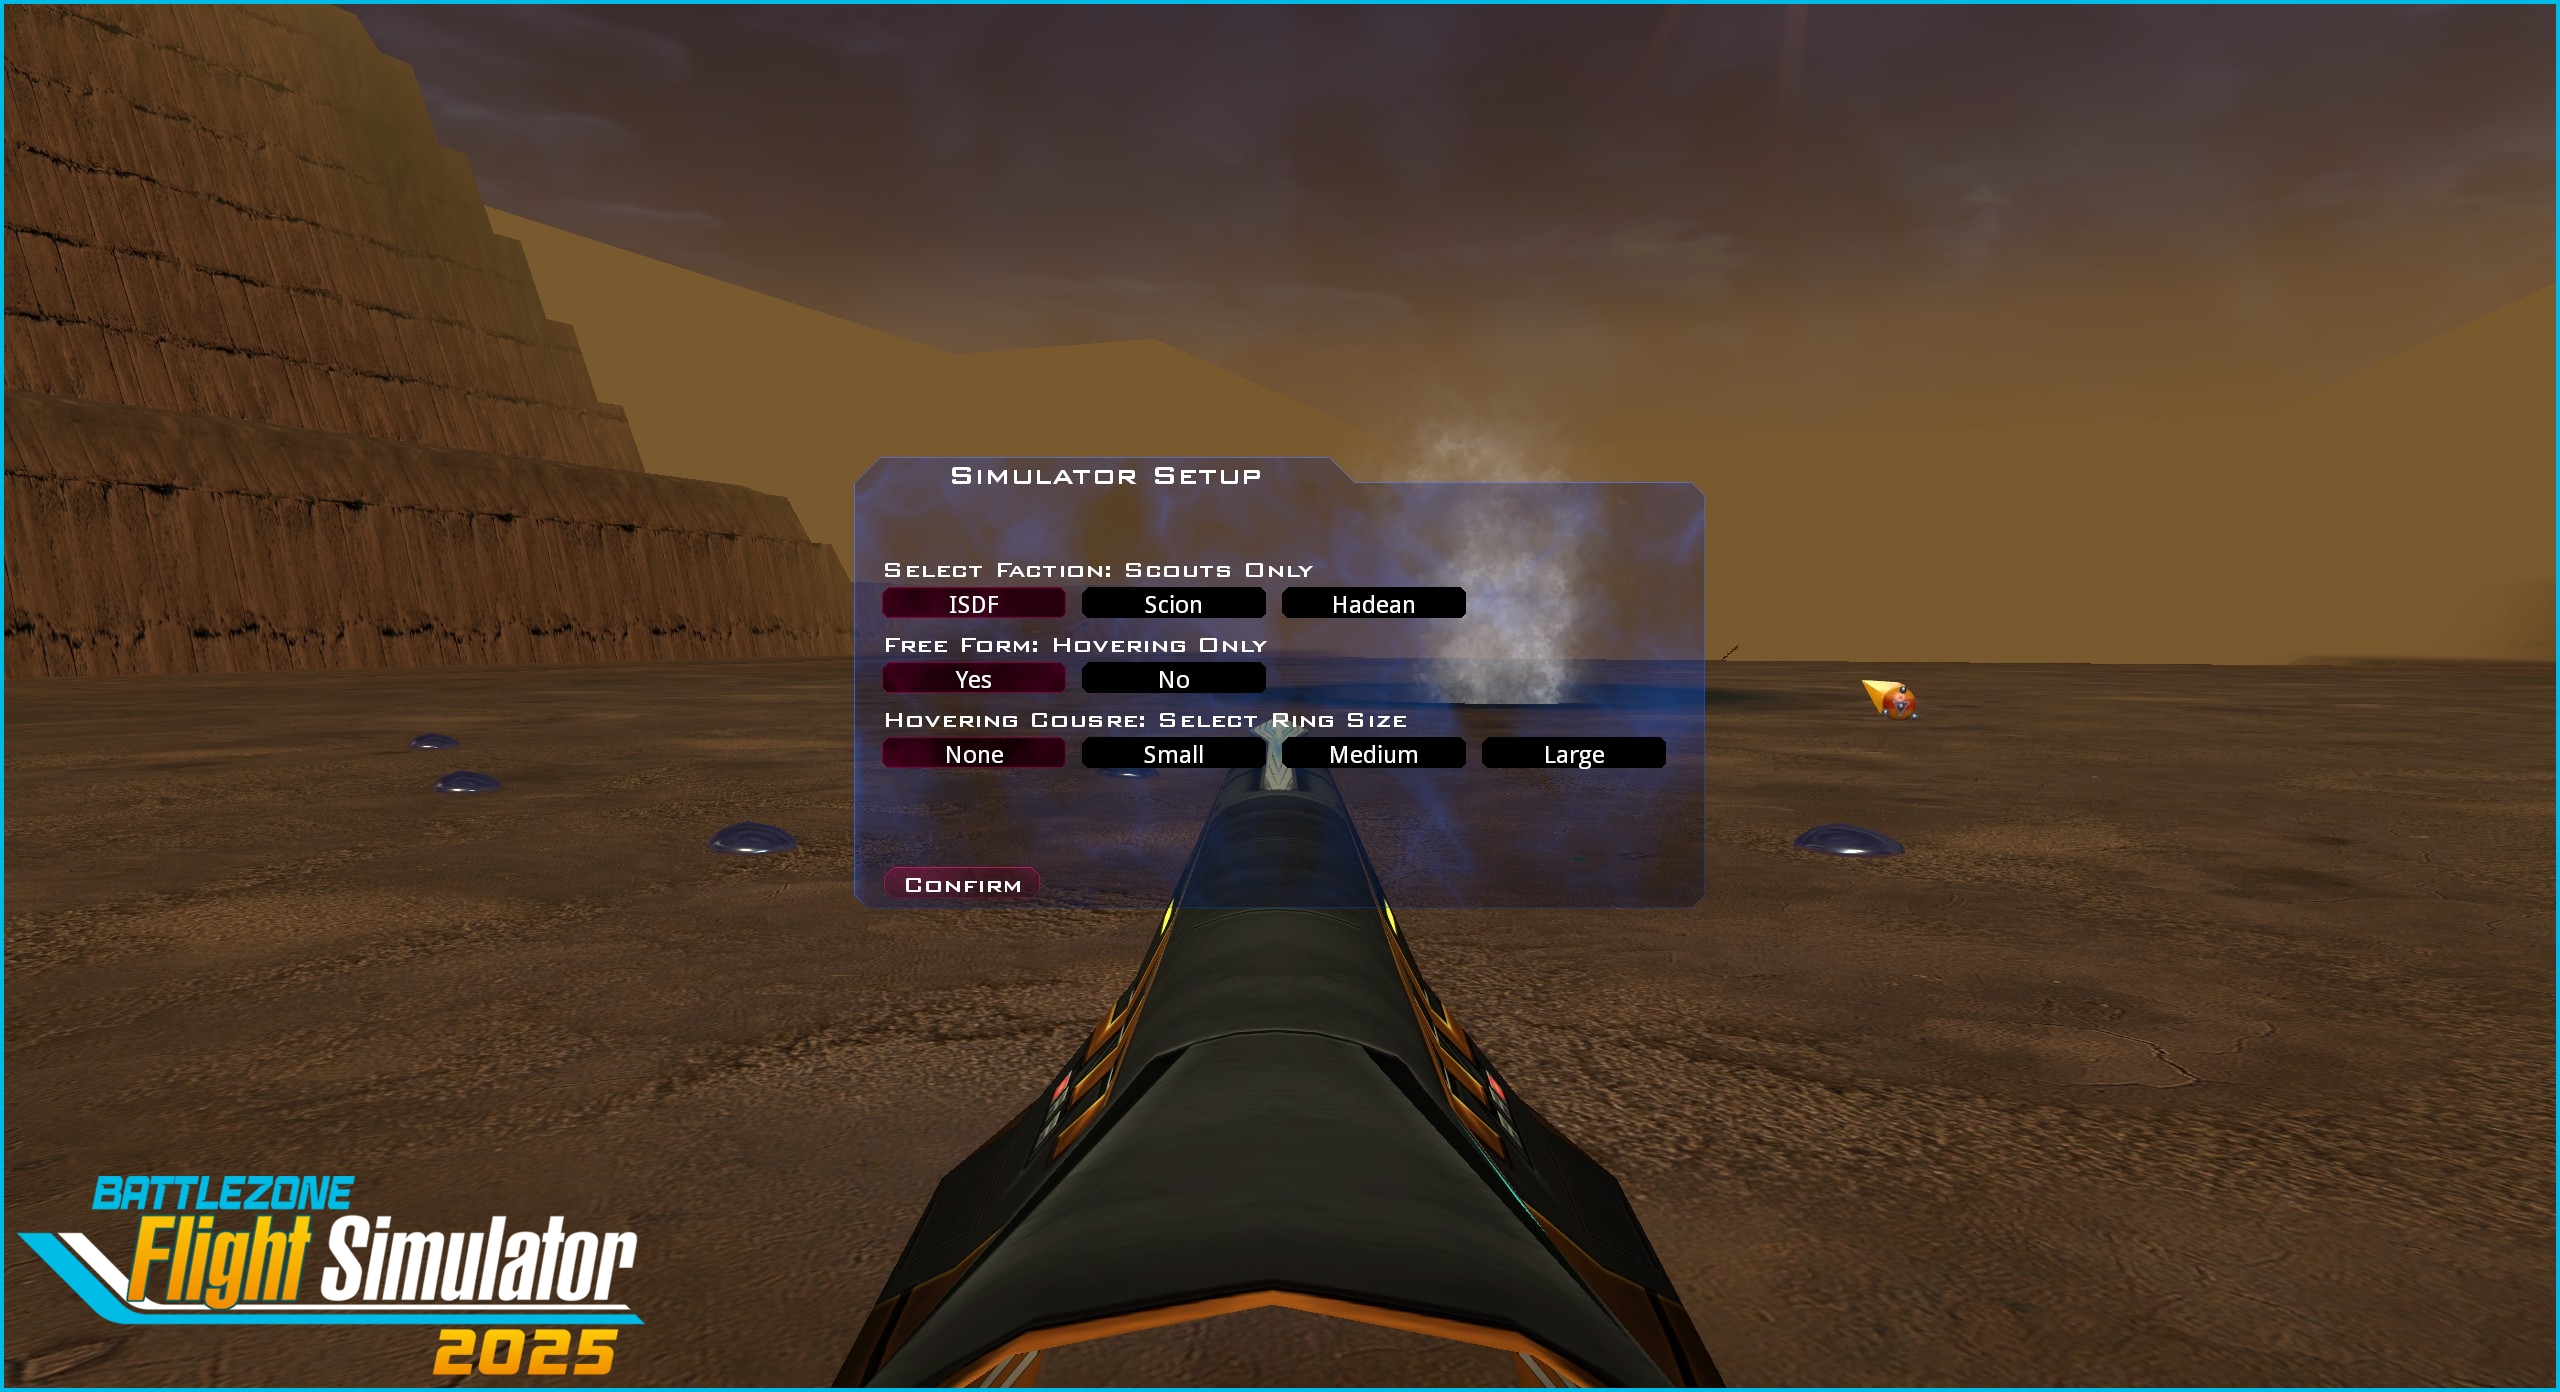 Simulator Setup
Select Faction: Scouts Only
ISDF Scion Hadean
Free Form: Hovering Only
Yes No
Hovering Cousre: Select Ring Size
None Small Medium Large
Confirm
BATTLEZONE
Flight Simulator
2025